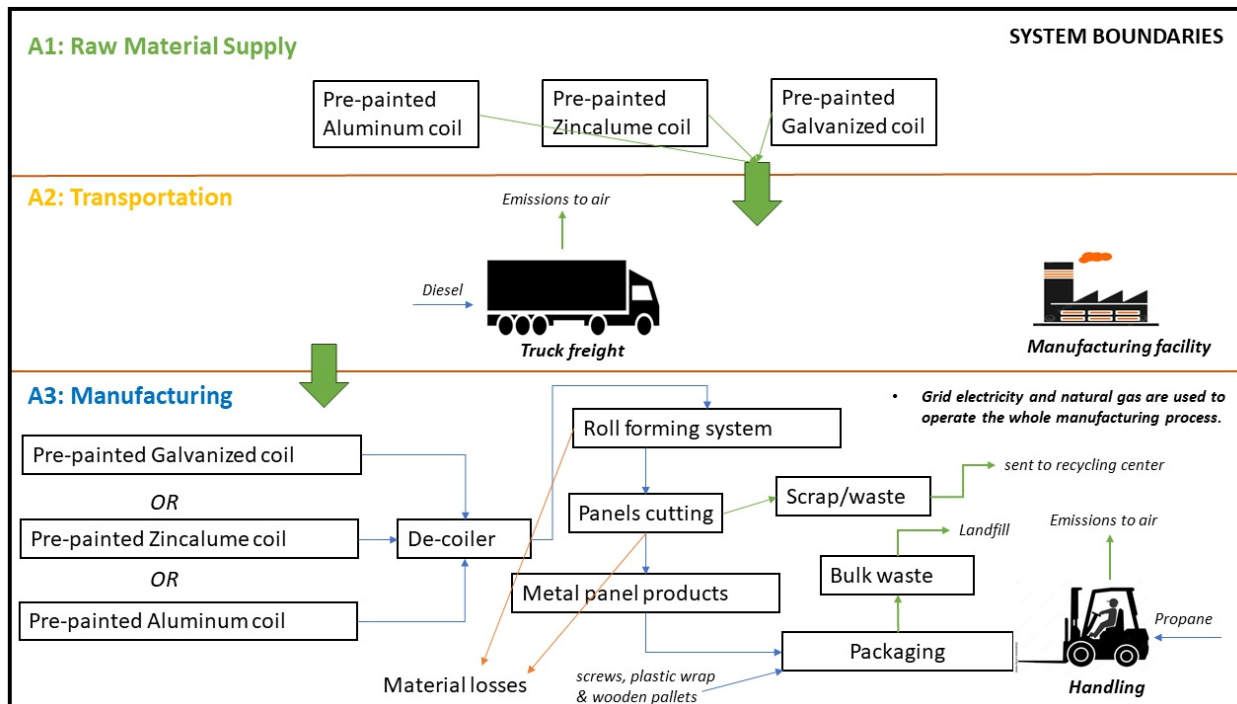 A1: Raw Material Supply
SYSTEM BOUNDARIES
Pre-painted
Aluminum coil
Pre-painted
Zincalume coil
Pre-painted
Galvanized coil
A2: Transportation
Emissions to air
Diesel
Truck freight
Manufacturing facility
A3: Manufacturing
• Grid electricity and natural gas are used to
operate the whole manufacturing process.
Pre-painted Galvanized coil
OR
Pre-painted Zincalume coil
OR
Pre-painted Aluminum coil
De-coiler
Roll forming system
Panels cutting
Scrap/waste
sent to recycling center
Metal panel products
Bulk waste
Landfill
Emissions to air
Propane
Packaging
Handling
Material losses
screws, plastic wrap
& wooden pallets